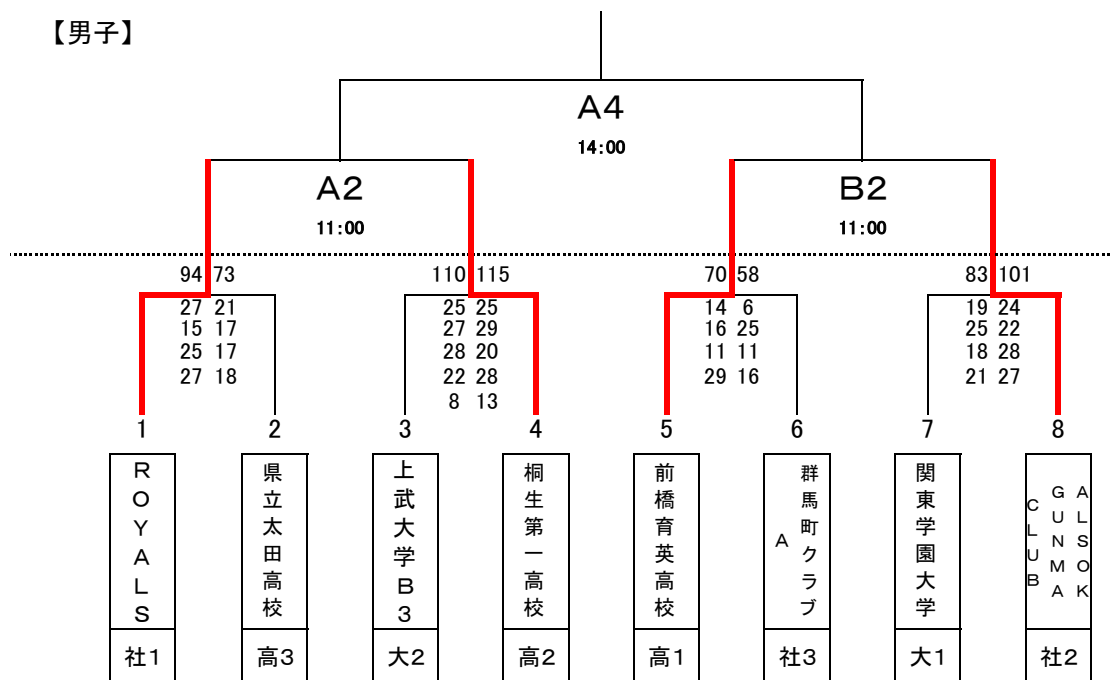 【男子】
A4
14:00
A2
B2
11:00
11:00
94 73
110 115
70 58
83 101
27 21
25 25
14 6
19 24
15 17
27 29
16 25
25 22
25 17
28 20
11 11
18 28
27 18
22 28
29 16
21 27
8 13
1
2
3
4
5
6
7
8
ROYALS
県立太田高校
上武大学B3
桐生第一高校
前橋育英高校
群馬町クラブ
A
関東学園大学
ALSOK
GUNMA
CLUB
社1
高3
大2
高2
高1
社3
大1
社2